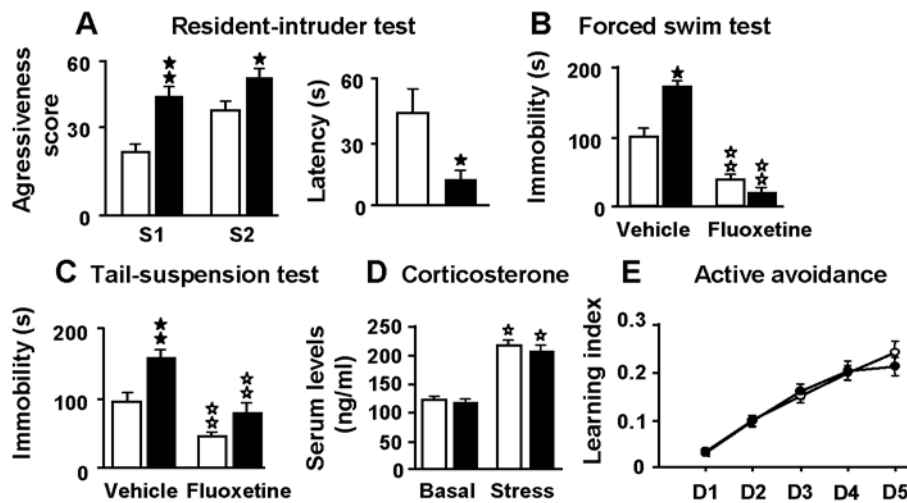 A Resident-intruder test
Agressiveness score
60
30
0
S1 S2
Latency (s)
60
30
0
B Forced swim test
Immobility (s)
200
100
0
Vehicle Fluoxetine
C Tail-suspension test
Immobility (s)
200
100
0
Vehicle Fluoxetine
D Corticosterone
Serum levels
(ng/ml)
250
200
150
100
50
0
Basal Stress
E Active avoidance
Learning index
0.3
0.2
0.1
0
D1 D2 D3 D4 D5